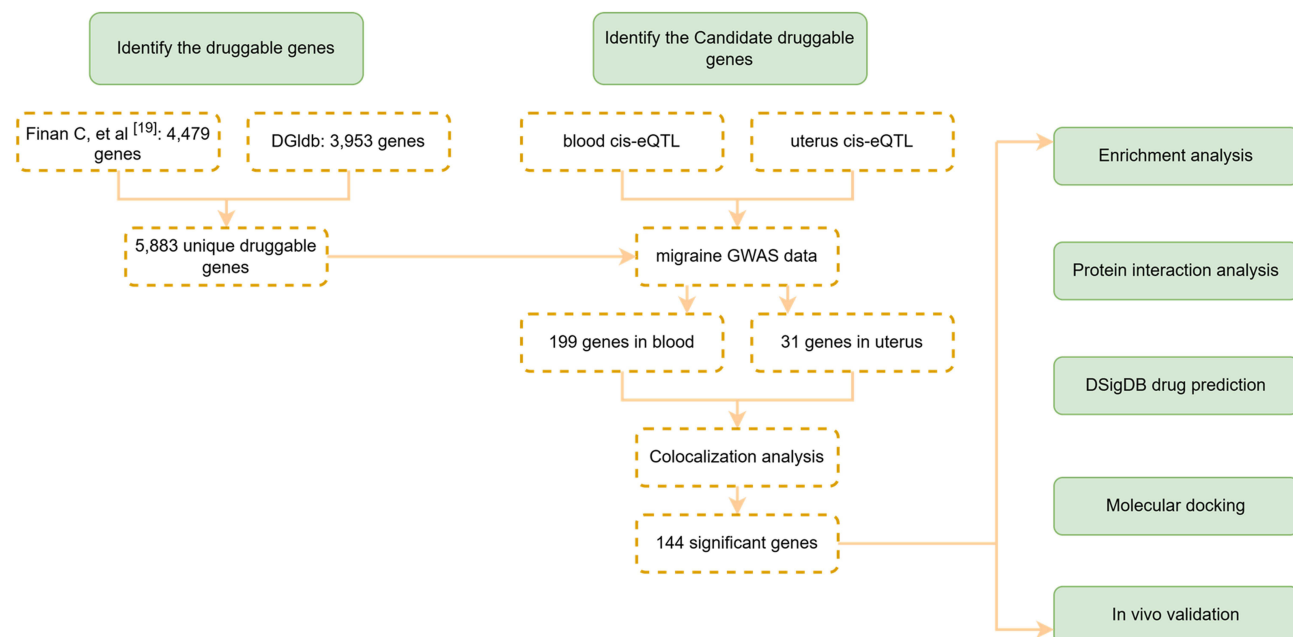 Identify the druggable genes
Identify the Candidate druggable
genes
Finan C, et al [19]: 4,479
genes
DGIdb: 3,953 genes
blood cis-eQTL
uterus cis-eQTL
Enrichment analysis
5,883 unique druggable
genes
migraine GWAS data
Protein interaction analysis
199 genes in blood
31 genes in uterus
DSigDB drug prediction
Colocalization analysis
Molecular docking
144 significant genes
In vivo validation